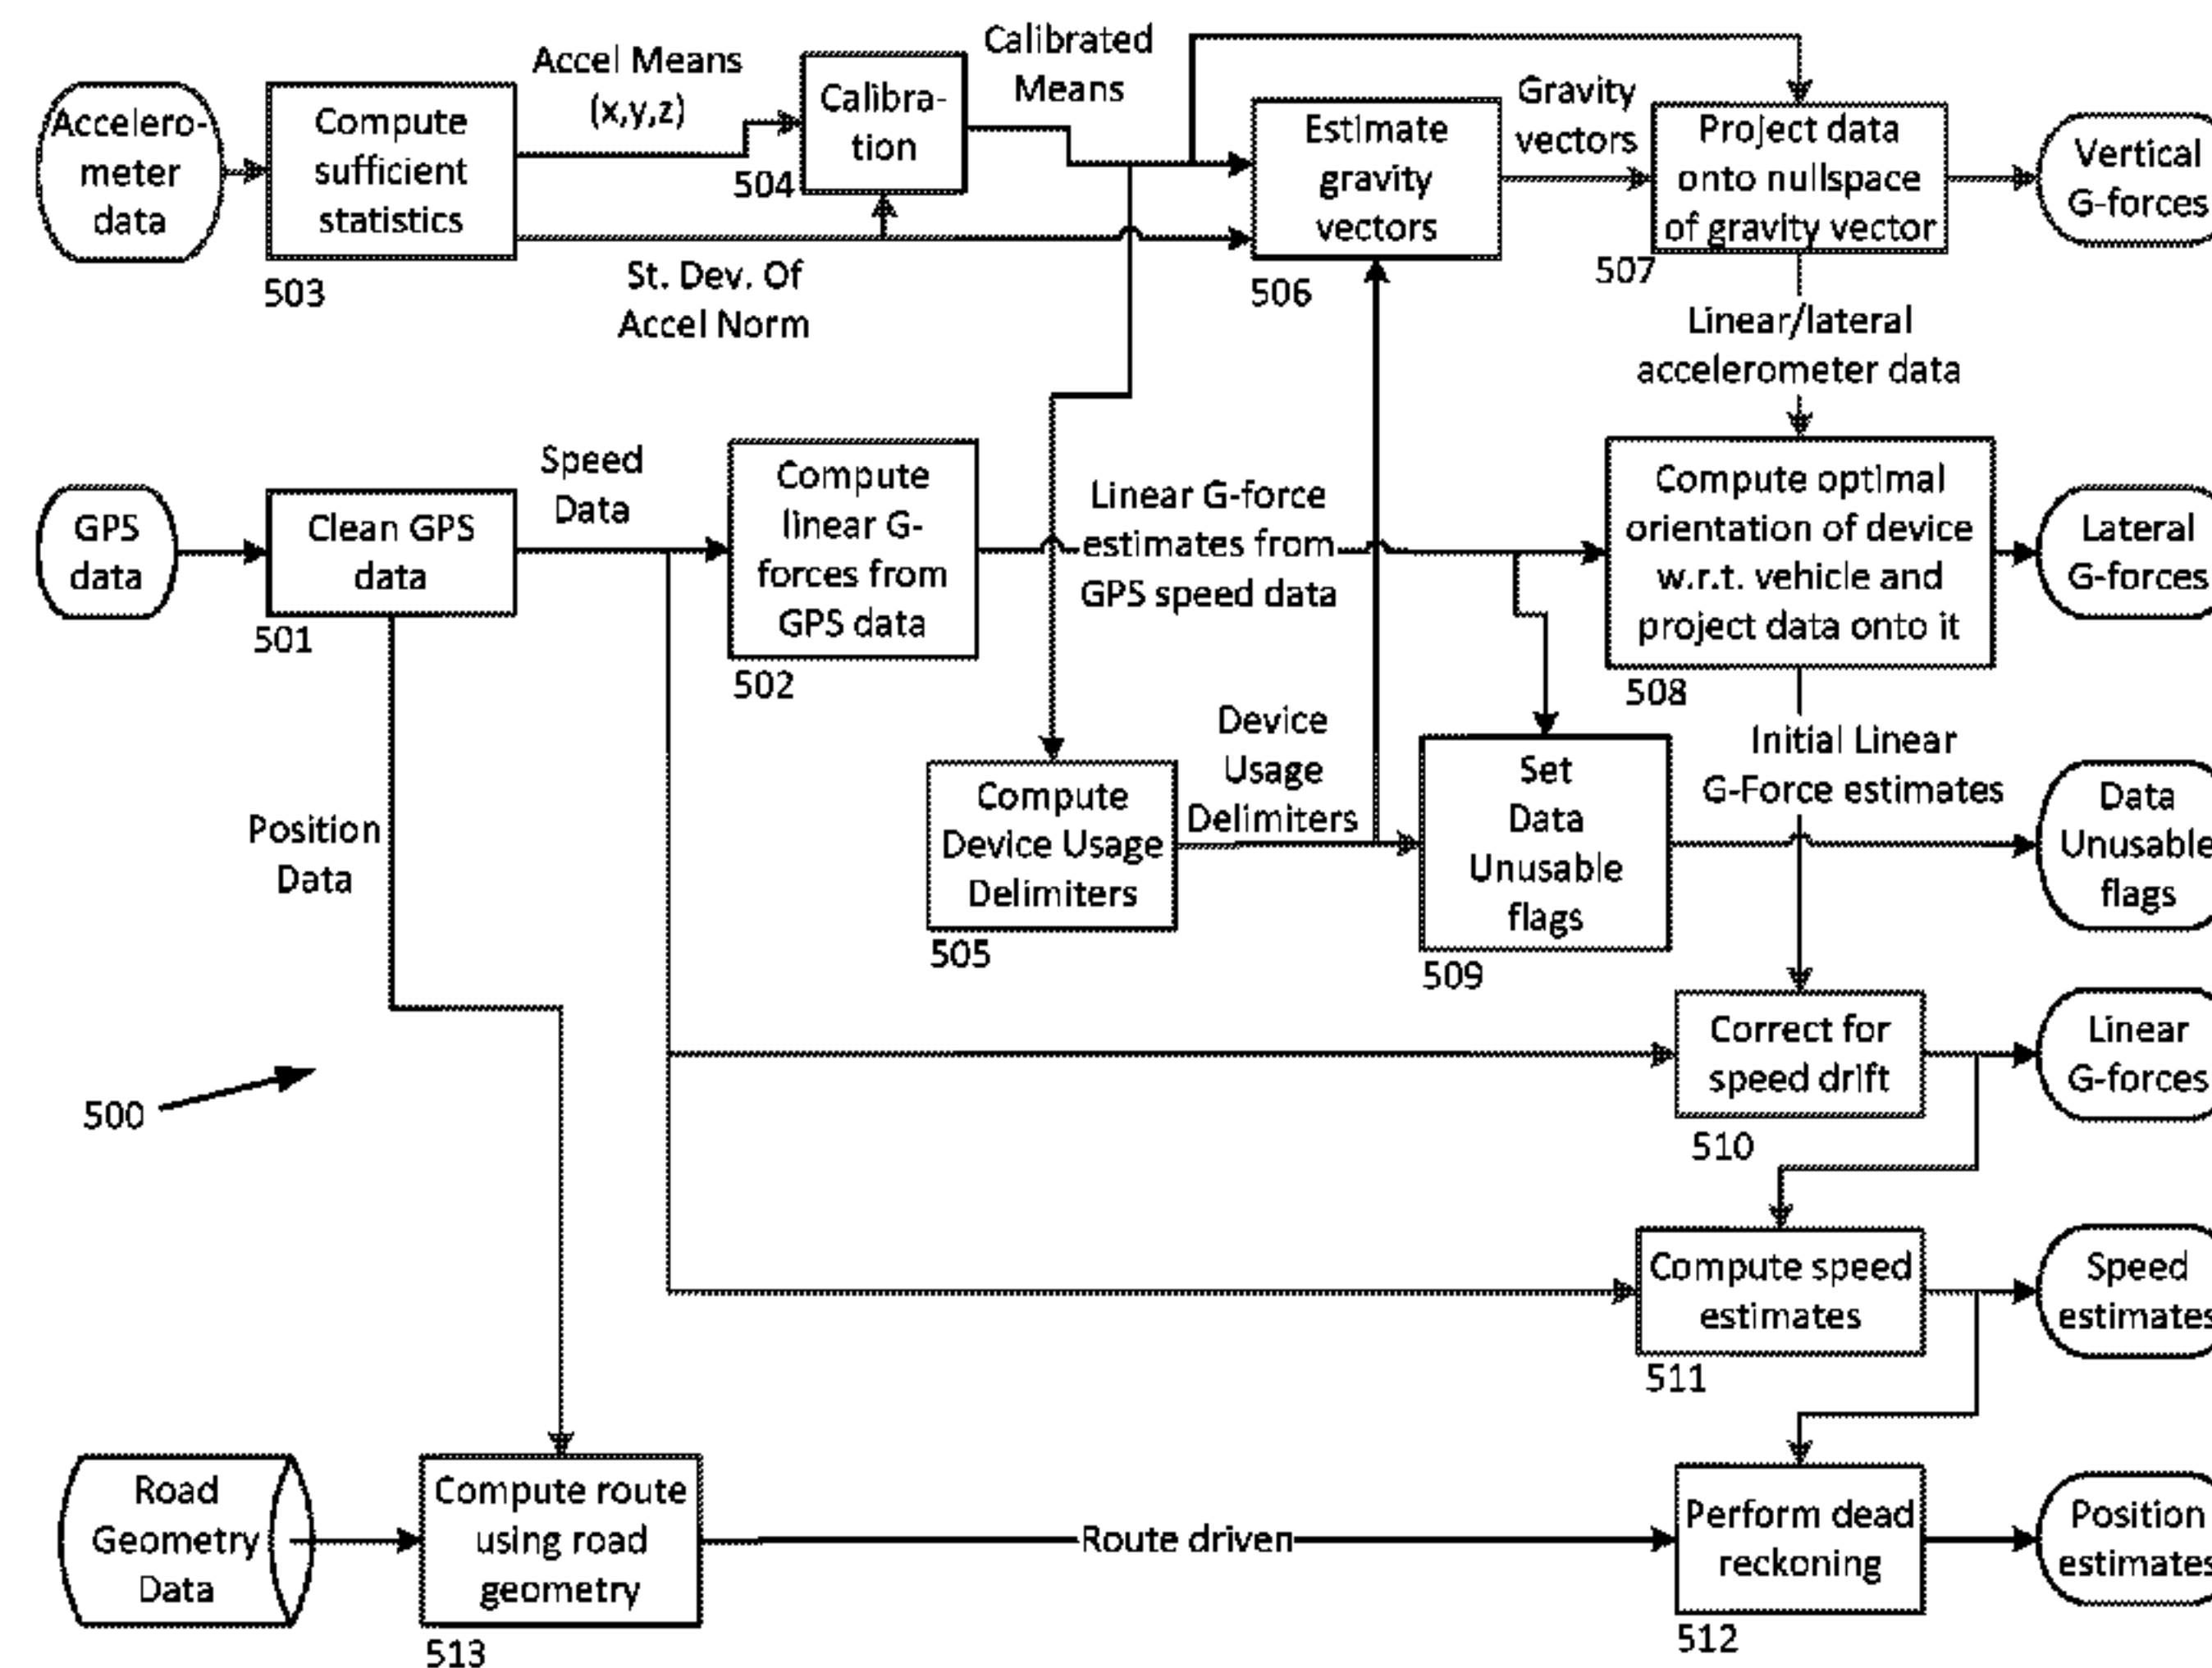 Accelero-
meter
data
Compute
sufficient
statistics
503
Accel Means
(x,y,z)
St. Dev. Of
Accel Norm
Calibra-
tion
504
Calibrated
Means
Estimate
gravity
vectors
506
Gravity
vectors
Project data
onto nullspace
of gravity vector
507
Vertical
G-forces
Linear/lateral
accelerometer data
GPS
data
Clean GPS
data
501
Speed
Data
Compute
linear G-
forces from
GPS data
502
Linear G-force
estimates from
GPS speed data
Compute optimal
orientation of device
w.r.t. vehicle and
project data onto it
508
Lateral
G-forces
Position
Data
Compute
Device Usage
Delimiters
505
Device
Usage
Delimiters
Set
Data
Unusable
flags
509
Initial Linear
G-Force estimates
Data
Unusable
flags
500
Correct for
speed drift
510
Linear
G-forces
Compute speed
estimates
511
Speed
estimates
Road
Geometry
Data
Compute route
using road
geometry
513
Route driven
Perform dead
reckoning
512
Position
estimates